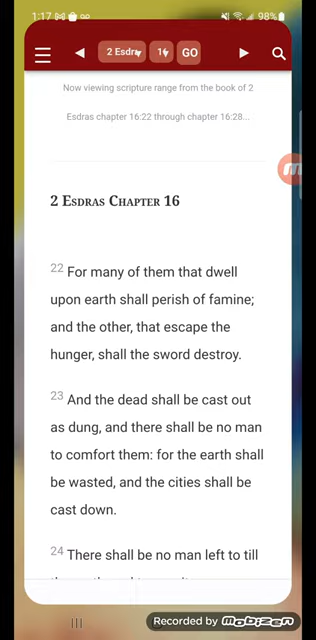 1:17
98%
2 Esdr
16
GO
Now viewing scripture range from the book of 2
Esdras chapter 16:22 through chapter 16:28...
2 Esdras Chapter 16
22 For many of them that dwell
upon earth shall perish of famine;
and the other, that escape the
hunger, shall the sword destroy.
23 And the dead shall be cast out
as dung, and there shall be no man
to comfort them: for the earth shall
be wasted, and the cities shall be
cast down.
24 There shall be no man left to till
Recorded by Mobizen